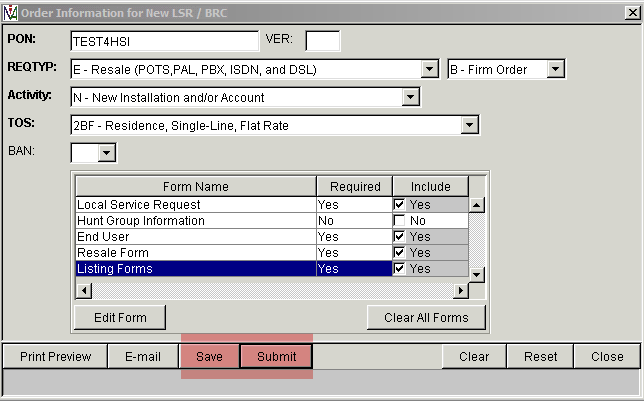 Order Information for New LSR / BRC
PON: TEST4HSI VER:
REQTYP: E - Resale (POTS,PAL, PBX, ISDN, and DSL) B - Firm Order
Activity: N - New Installation and/or Account
TOS: 2BF - Residence, Single-Line, Flat Rate
BAN:
Form Name Required Include
Local Service Request Yes Yes
Hunt Group Information No No
End User Yes Yes
Resale Form Yes Yes
Listing Forms Yes Yes
Edit Form Clear All Forms
Print Preview E-mail Save Submit Clear Reset Close